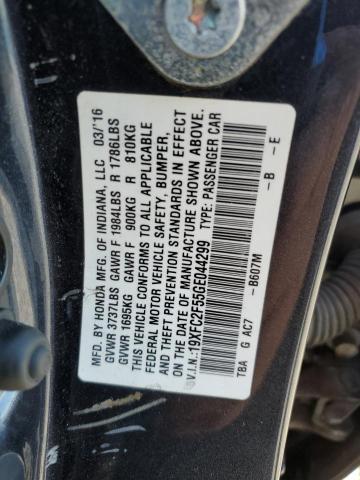 MFD. BY HONDA MFG. OF INDIANA, LLC 03/'16
GVWR 3737LBS GAWR F 1984LBS R 1786LBS
GVWR 1695KG GAWR F 900KG R 810KG
THIS VEHICLE CONFORMS TO ALL APPLICABLE
FEDERAL MOTOR VEHICLE SAFETY, BUMPER,
AND THEFT PREVENTION STANDARDS IN EFFECT
ON THE DATE OF MANUFACTURE SHOWN ABOVE.
V.I.N.:19XFC2F55GE044299 TYPE: PASSENGER CAR
-B607M -B -E
TBA G AC7